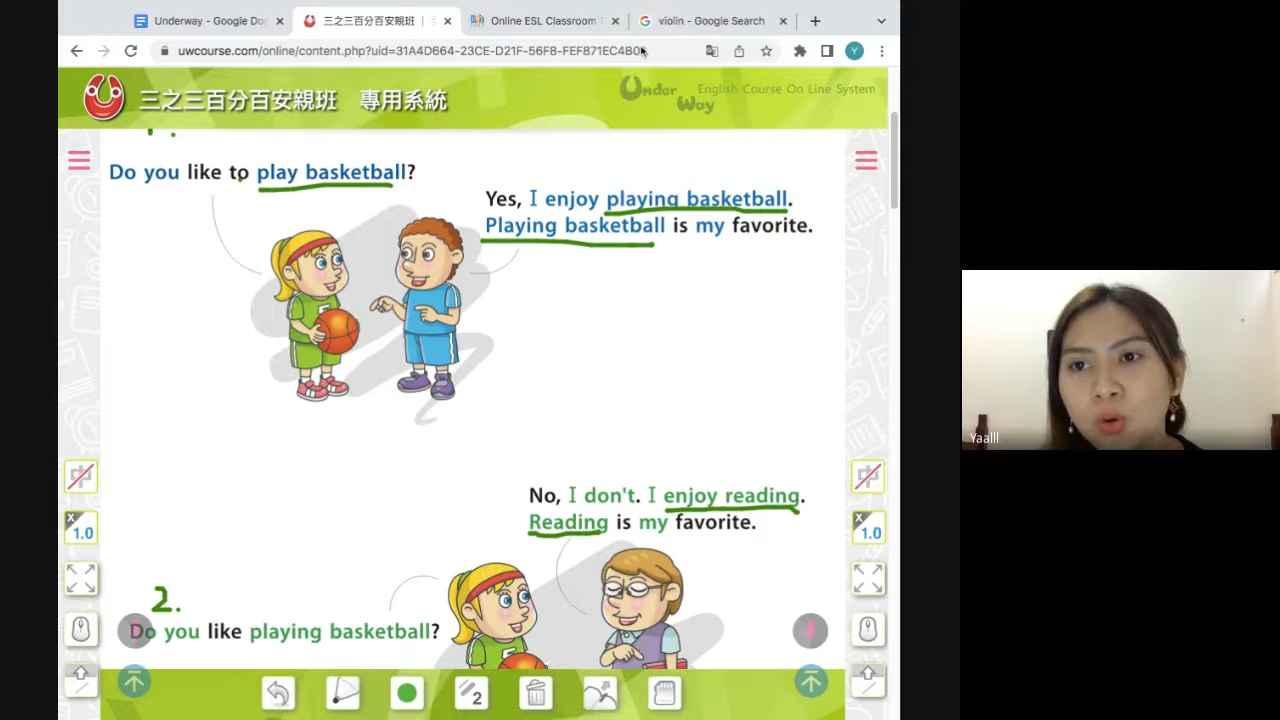 Underway - Google Doc
三之三百分百安親班 |
Online ESL Classroom T
violin - Google Search
uwcourse.com/online/content.php?uid=31A4D664-23CE-D21F-56F8-FEF871EC4B0
Y
三之三百分百安親班 專用系統
Under Way
English Course On Line System
1.
Do you like to play basketball?
Yes, I enjoy playing basketball.
Playing basketball is my favorite.
No, I don't. I enjoy reading.
Reading is my favorite.
2.
Do you like playing basketball?
X 1.0
X 1.0
2
Yaalll